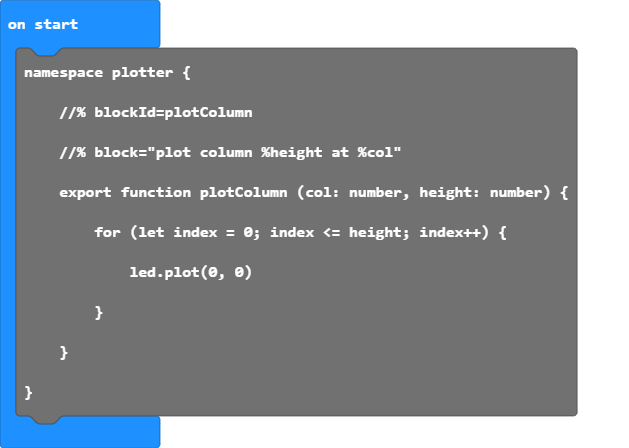 on start
namespace plotter {
//% blockId=plotColumn
//% block="plot column %height at %col"
export function plotColumn (col: number, height: number) {
for (let index = 0; index <= height; index++) {
led.plot(0, 0)
}
}
}